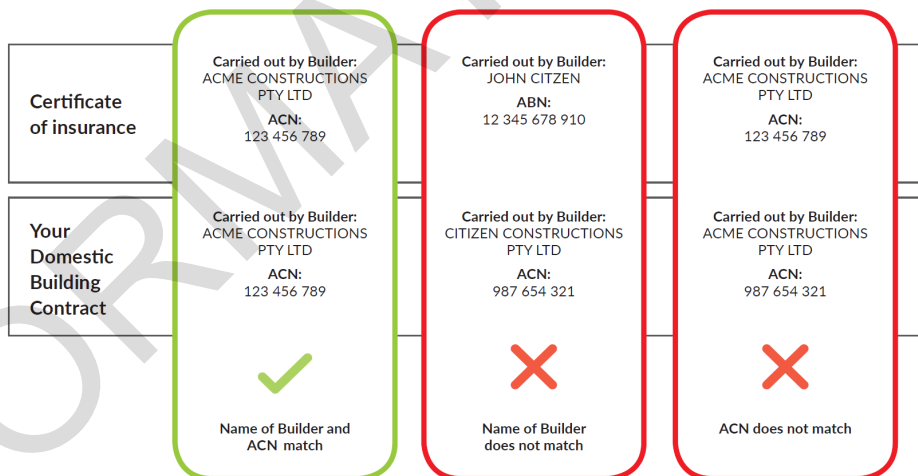 Certificate
of insurance
Carried out by Builder:
ACME CONSTRUCTIONS
PTY LTD
ACN:
123 456 789
Carried out by Builder:
JOHN CITZEN
ABN:
12 345 678 910
Carried out by Builder:
ACME CONSTRUCTIONS
PTY LTD
ACN:
123 456 789
Your
Domestic
Building
Contract
Carried out by Builder:
ACME CONSTRUCTIONS
PTY LTD
ACN:
123 456 789
Carried out by Builder:
CITIZEN CONSTRUCTIONS
PTY LTD
ACN:
987 654 321
Carried out by Builder:
ACME CONSTRUCTIONS
PTY LTD
ACN:
987 654 321
Name of Builder and
ACN match
Name of Builder
does not match
ACN does not match
ORMA